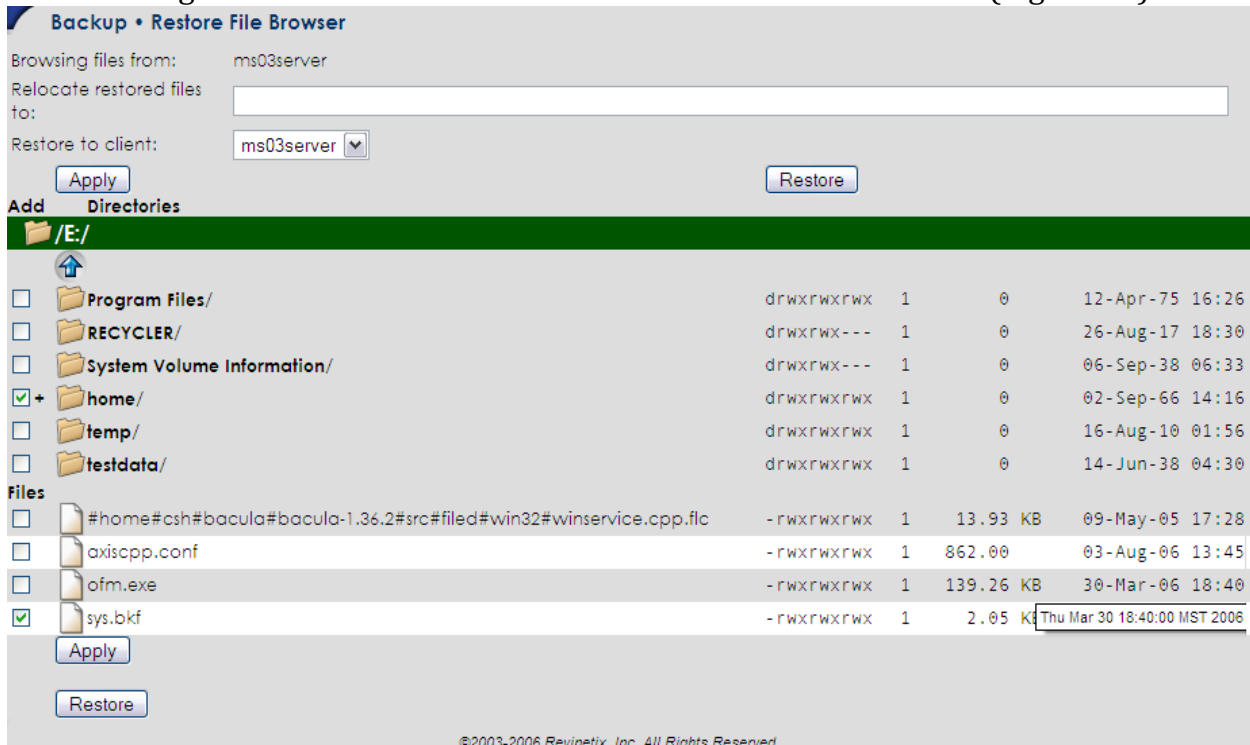 Backup • Restore File Browser
Browsing files from: ms03server
Relocate restored files
to:
Restore to client: ms03server
Apply Restore
Add Directories
/E:/
Program Files/ drwxrwxrwx 1 0 12-Apr-75 16:26
RECYCLER/ drwxrwx--- 1 0 26-Aug-17 18:30
System Volume Information/ drwxrwx--- 1 0 06-Sep-38 06:33
+ home/ drwxrwxrwx 1 0 02-Sep-66 14:16
temp/ drwxrwxrwx 1 0 16-Aug-10 01:56
testdata/ drwxrwxrwx 1 0 14-Jun-38 04:30
Files
#home#csh#bacula#bacula-1.36.2#src#filed#win32#winservice.cpp.flc -rwxrwxrwx 1 13.93 KB 09-May-05 17:28
axiscpp.conf -rwxrwxrwx 1 862.00 03-Aug-06 13:45
ofm.exe -rwxrwxrwx 1 139.26 KB 30-Mar-06 18:40
sys.bkf -rwxrwxrwx 1 2.05 Thu Mar 30 18:40:00 MST 2006
Apply
Restore
©2003-2006 Revinetix, Inc. All Rights Reserved